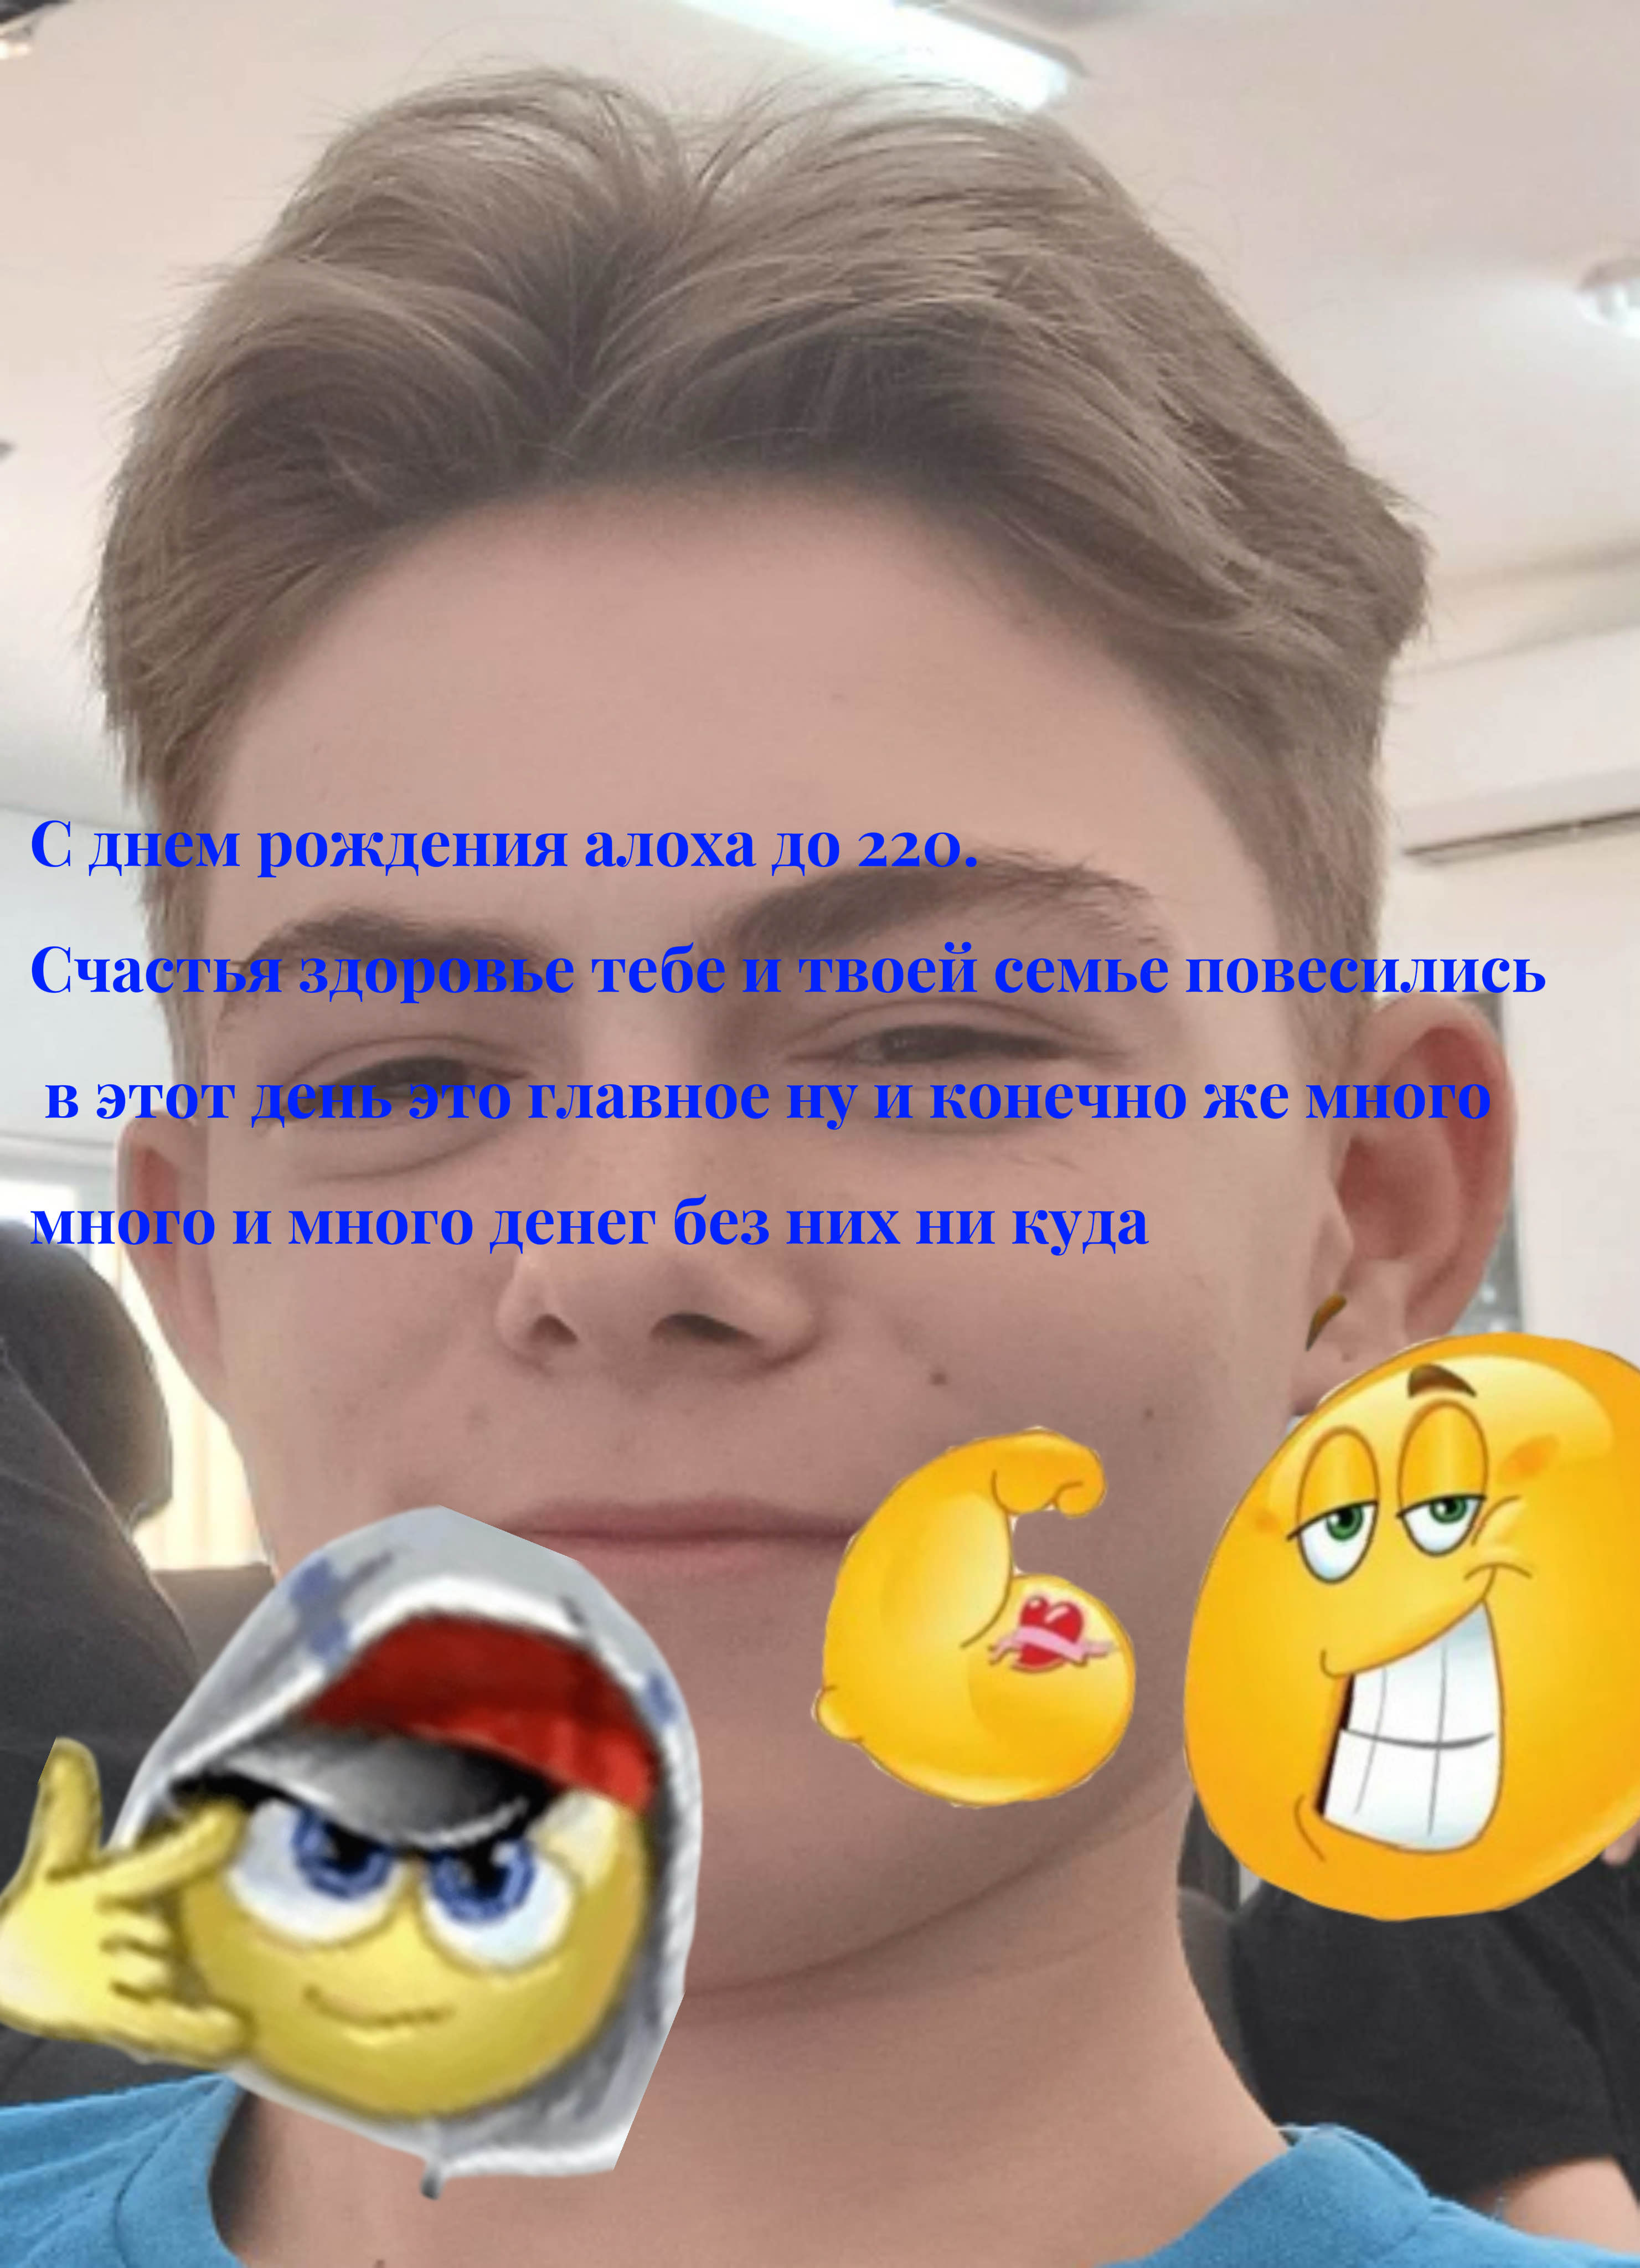 С днем рождения алоха до 220.
Счастья здоровье тебе и твоей семье повесились
в этот день это главное ну и конечно же много
много и много денег без них ни куда